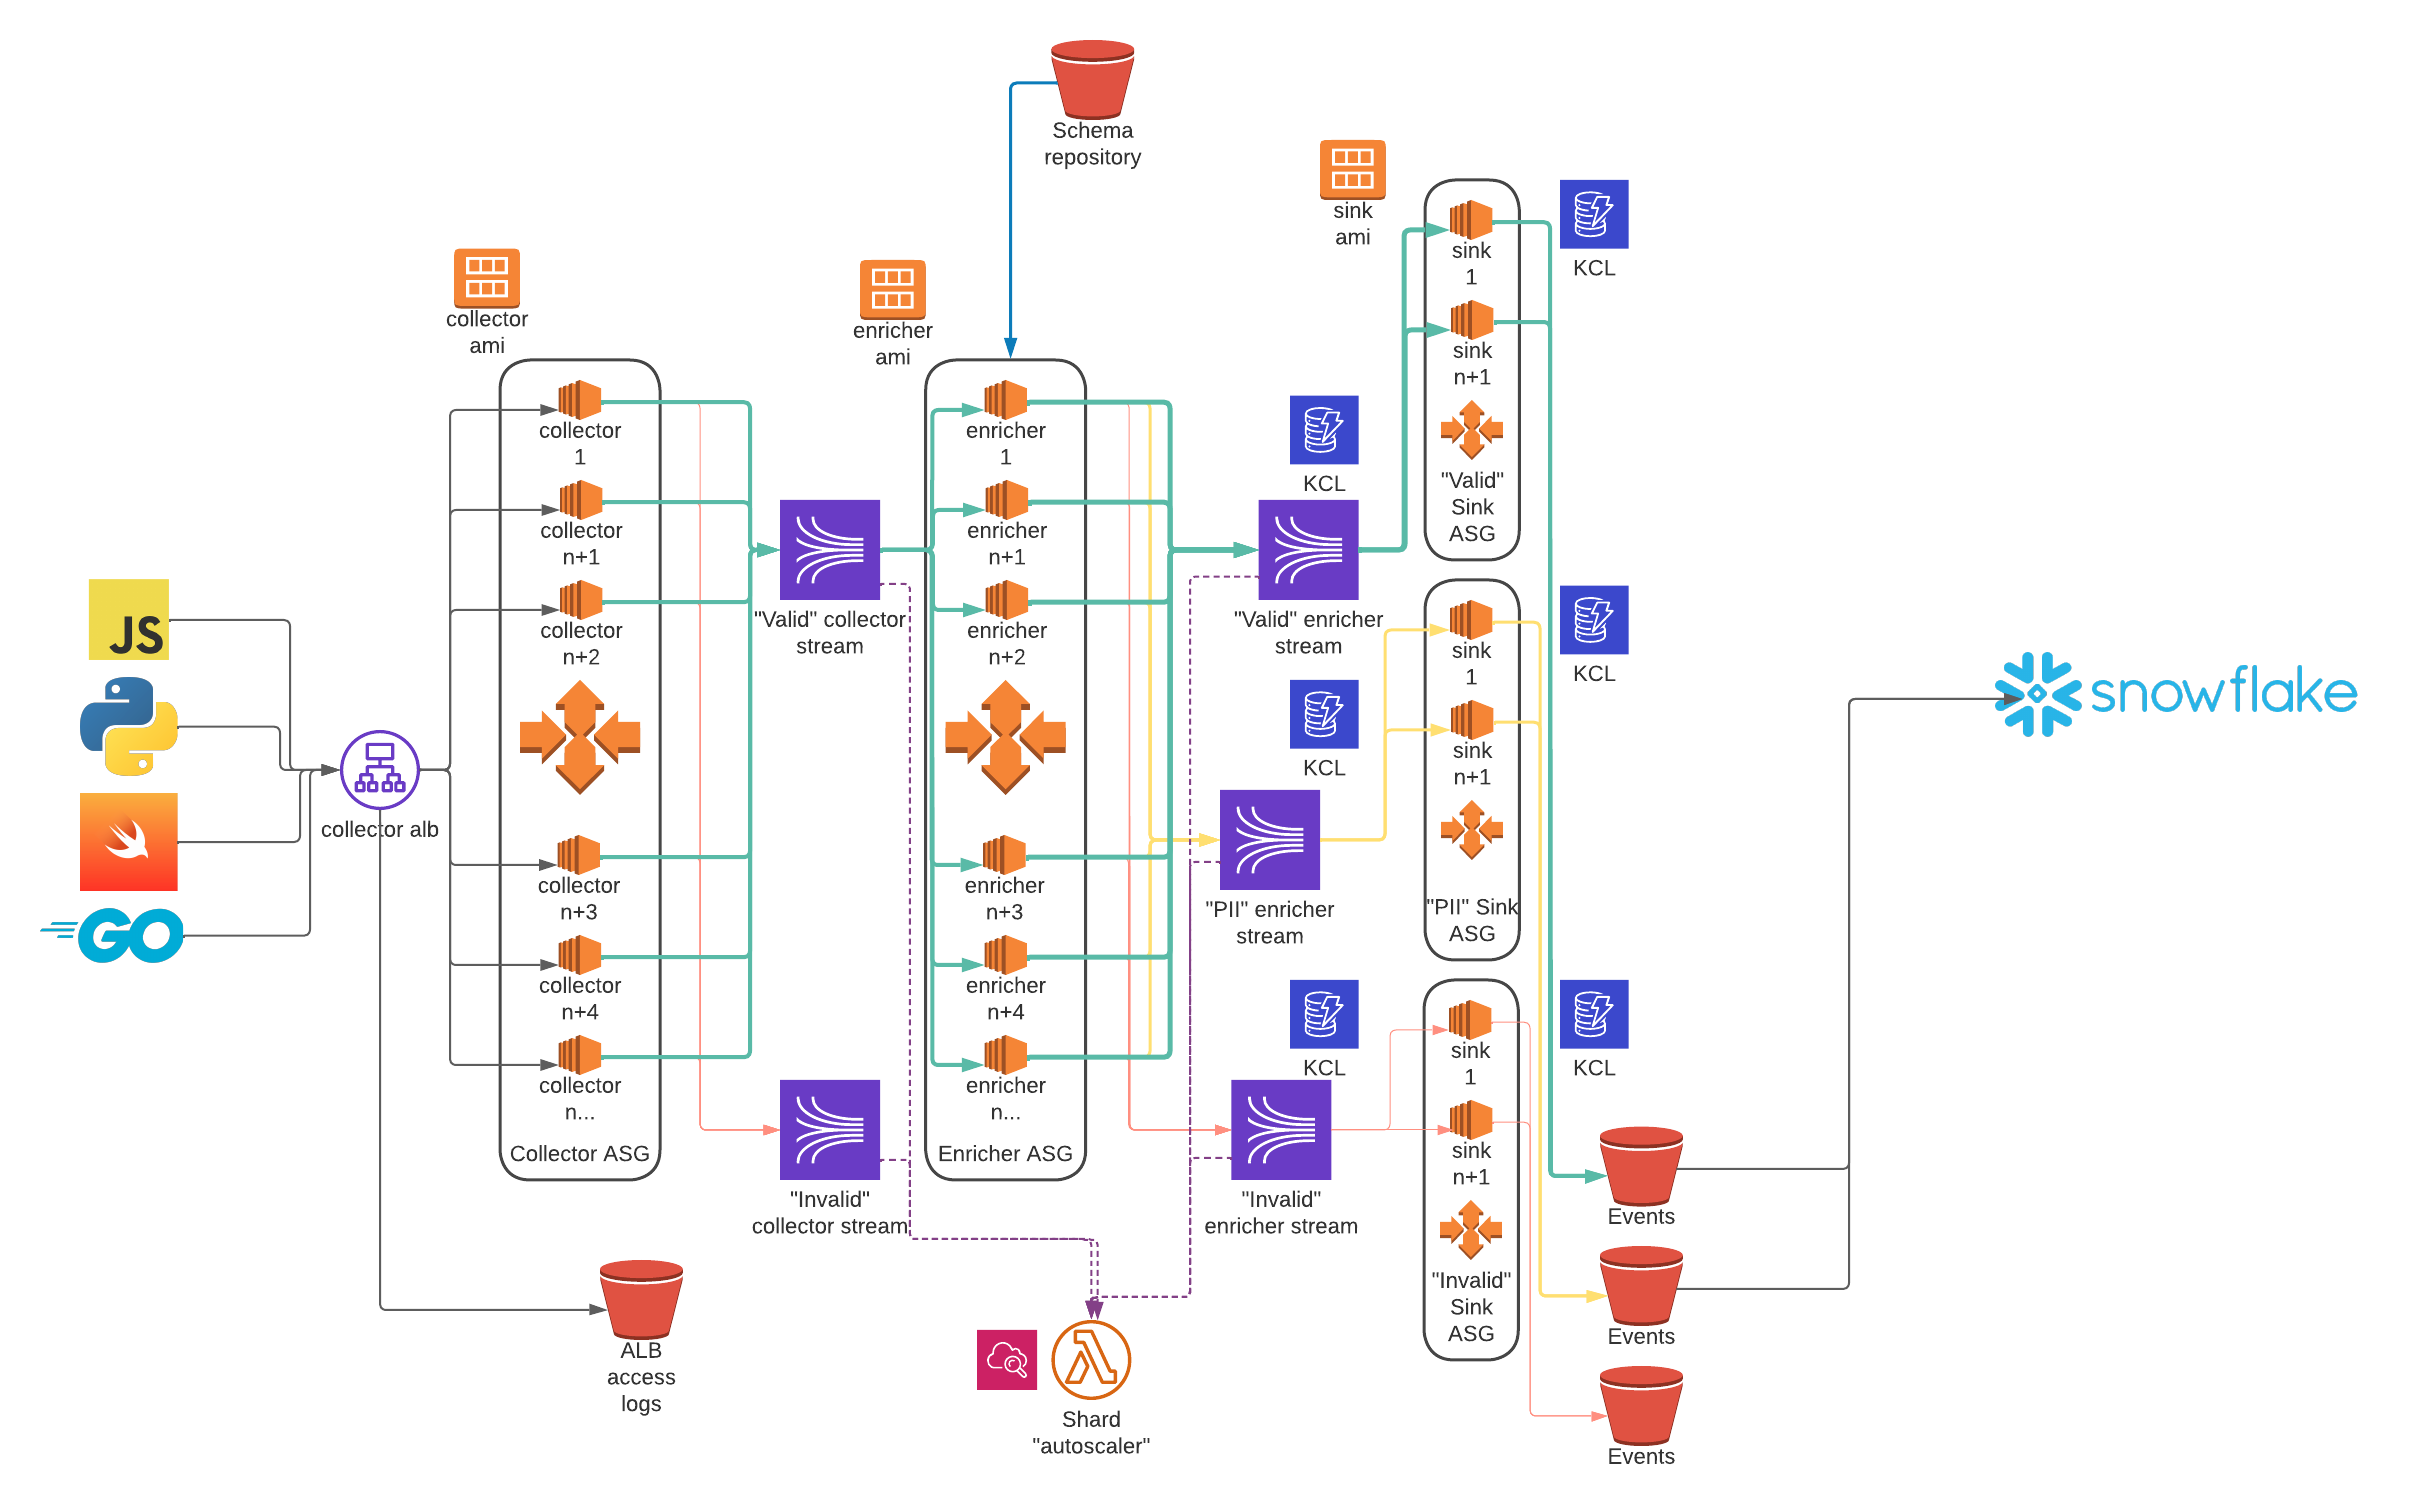 Schema
repository
sink
ami
collector
ami
enricher
ami
JS
GO
collector alb
collector
1
collector
n+1
collector
n+2
collector
n+3
collector
n+4
collector
n...
Collector ASG
"Valid" collector
stream
"Invalid"
collector stream
ALB
access
logs
enricher
1
enricher
n+1
enricher
n+2
enricher
n+3
enricher
n+4
enricher
n...
Enricher ASG
Shard
"autoscaler"
KCL
"Valid" enricher
stream
KCL
"PII" enricher
stream
KCL
"Invalid"
enricher stream
sink
1
sink
n+1
"Valid"
Sink
ASG
KCL
sink
1
sink
n+1
"PII" Sink
ASG
KCL
sink
1
sink
n+1
"Invalid"
Sink
ASG
KCL
Events
Events
Events
snowflake